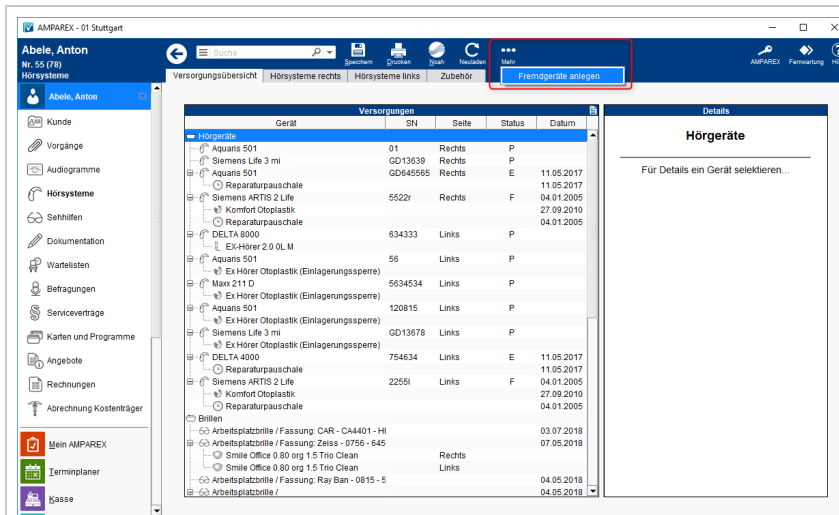 AMPAREX - 01 Stuttgart
Abele, Anton
Nr. 55 (78)
Hörsysteme
Suche
Speichern
Drucken
Noah
Neuladen
Mehr
AMPAREX
Fernwartung
Fremdgeräte anlegen
Versorgungsübersicht
Hörsysteme rechts
Hörsysteme links
Zubehör
Abele, Anton
Kunde
Vorgänge
Audiogramme
Hörsysteme
Sehhilfen
Dokumentation
Wartelisten
Befragungen
Serviceverträge
Karten und Programme
Angebote
Rechnungen
Abrechnung Kostenträger
Mein AMPAREX
Terminplaner
Kasse
Versorgungen
Gerät SN Seite Status Datum
Hörgeräte
Aquaris 501 01 Rechts P
Siemens Life 3 mi GD13639 Rechts P
Aquaris 501 GD645565 Rechts E 11.05.2017
Reparaturpauschale 11.05.2017
Siemens ARTIS 2 Life 5522r Rechts F 04.01.2005
Komfort Otoplastik 27.09.2010
Reparaturpauschale 04.01.2005
DELTA 8000 634333 Links P
EX-Hörer 2.0 0L M
Aquaris 501 56 Links P
Ex Hörer Otoplastik (Einlagerungssperre)
Maxx 211 D 5634534 Links P
Ex Hörer Otoplastik (Einlagerungssperre)
Aquaris 501 120815 Links P
Ex Hörer Otoplastik (Einlagerungssperre)
Siemens Life 3 mi GD13678 Links P
Ex Hörer Otoplastik (Einlagerungssperre)
DELTA 4000 754634 Links E 11.05.2017
Reparaturpauschale 11.05.2017
Siemens ARTIS 2 Life 2255l Links F 04.01.2005
Komfort Otoplastik 27.09.2010
Reparaturpauschale 04.01.2005
Brillen
Arbeitsplatzbrille / Fassung: CAR - CA4401 - HI 03.07.2018
Arbeitsplatzbrille / Fassung: Zeiss - 0756 - 645 07.05.2018
Smile Office 0.80 org 1.5 Trio Clean Rechts
Smile Office 0.80 org 1.5 Trio Clean Links
Arbeitsplatzbrille / Fassung: Ray Ban - 0815 - 5 04.05.2018
Arbeitsplatzbrille / 04.05.2018
Details
Hörgeräte
Für Details ein Gerät selektieren...